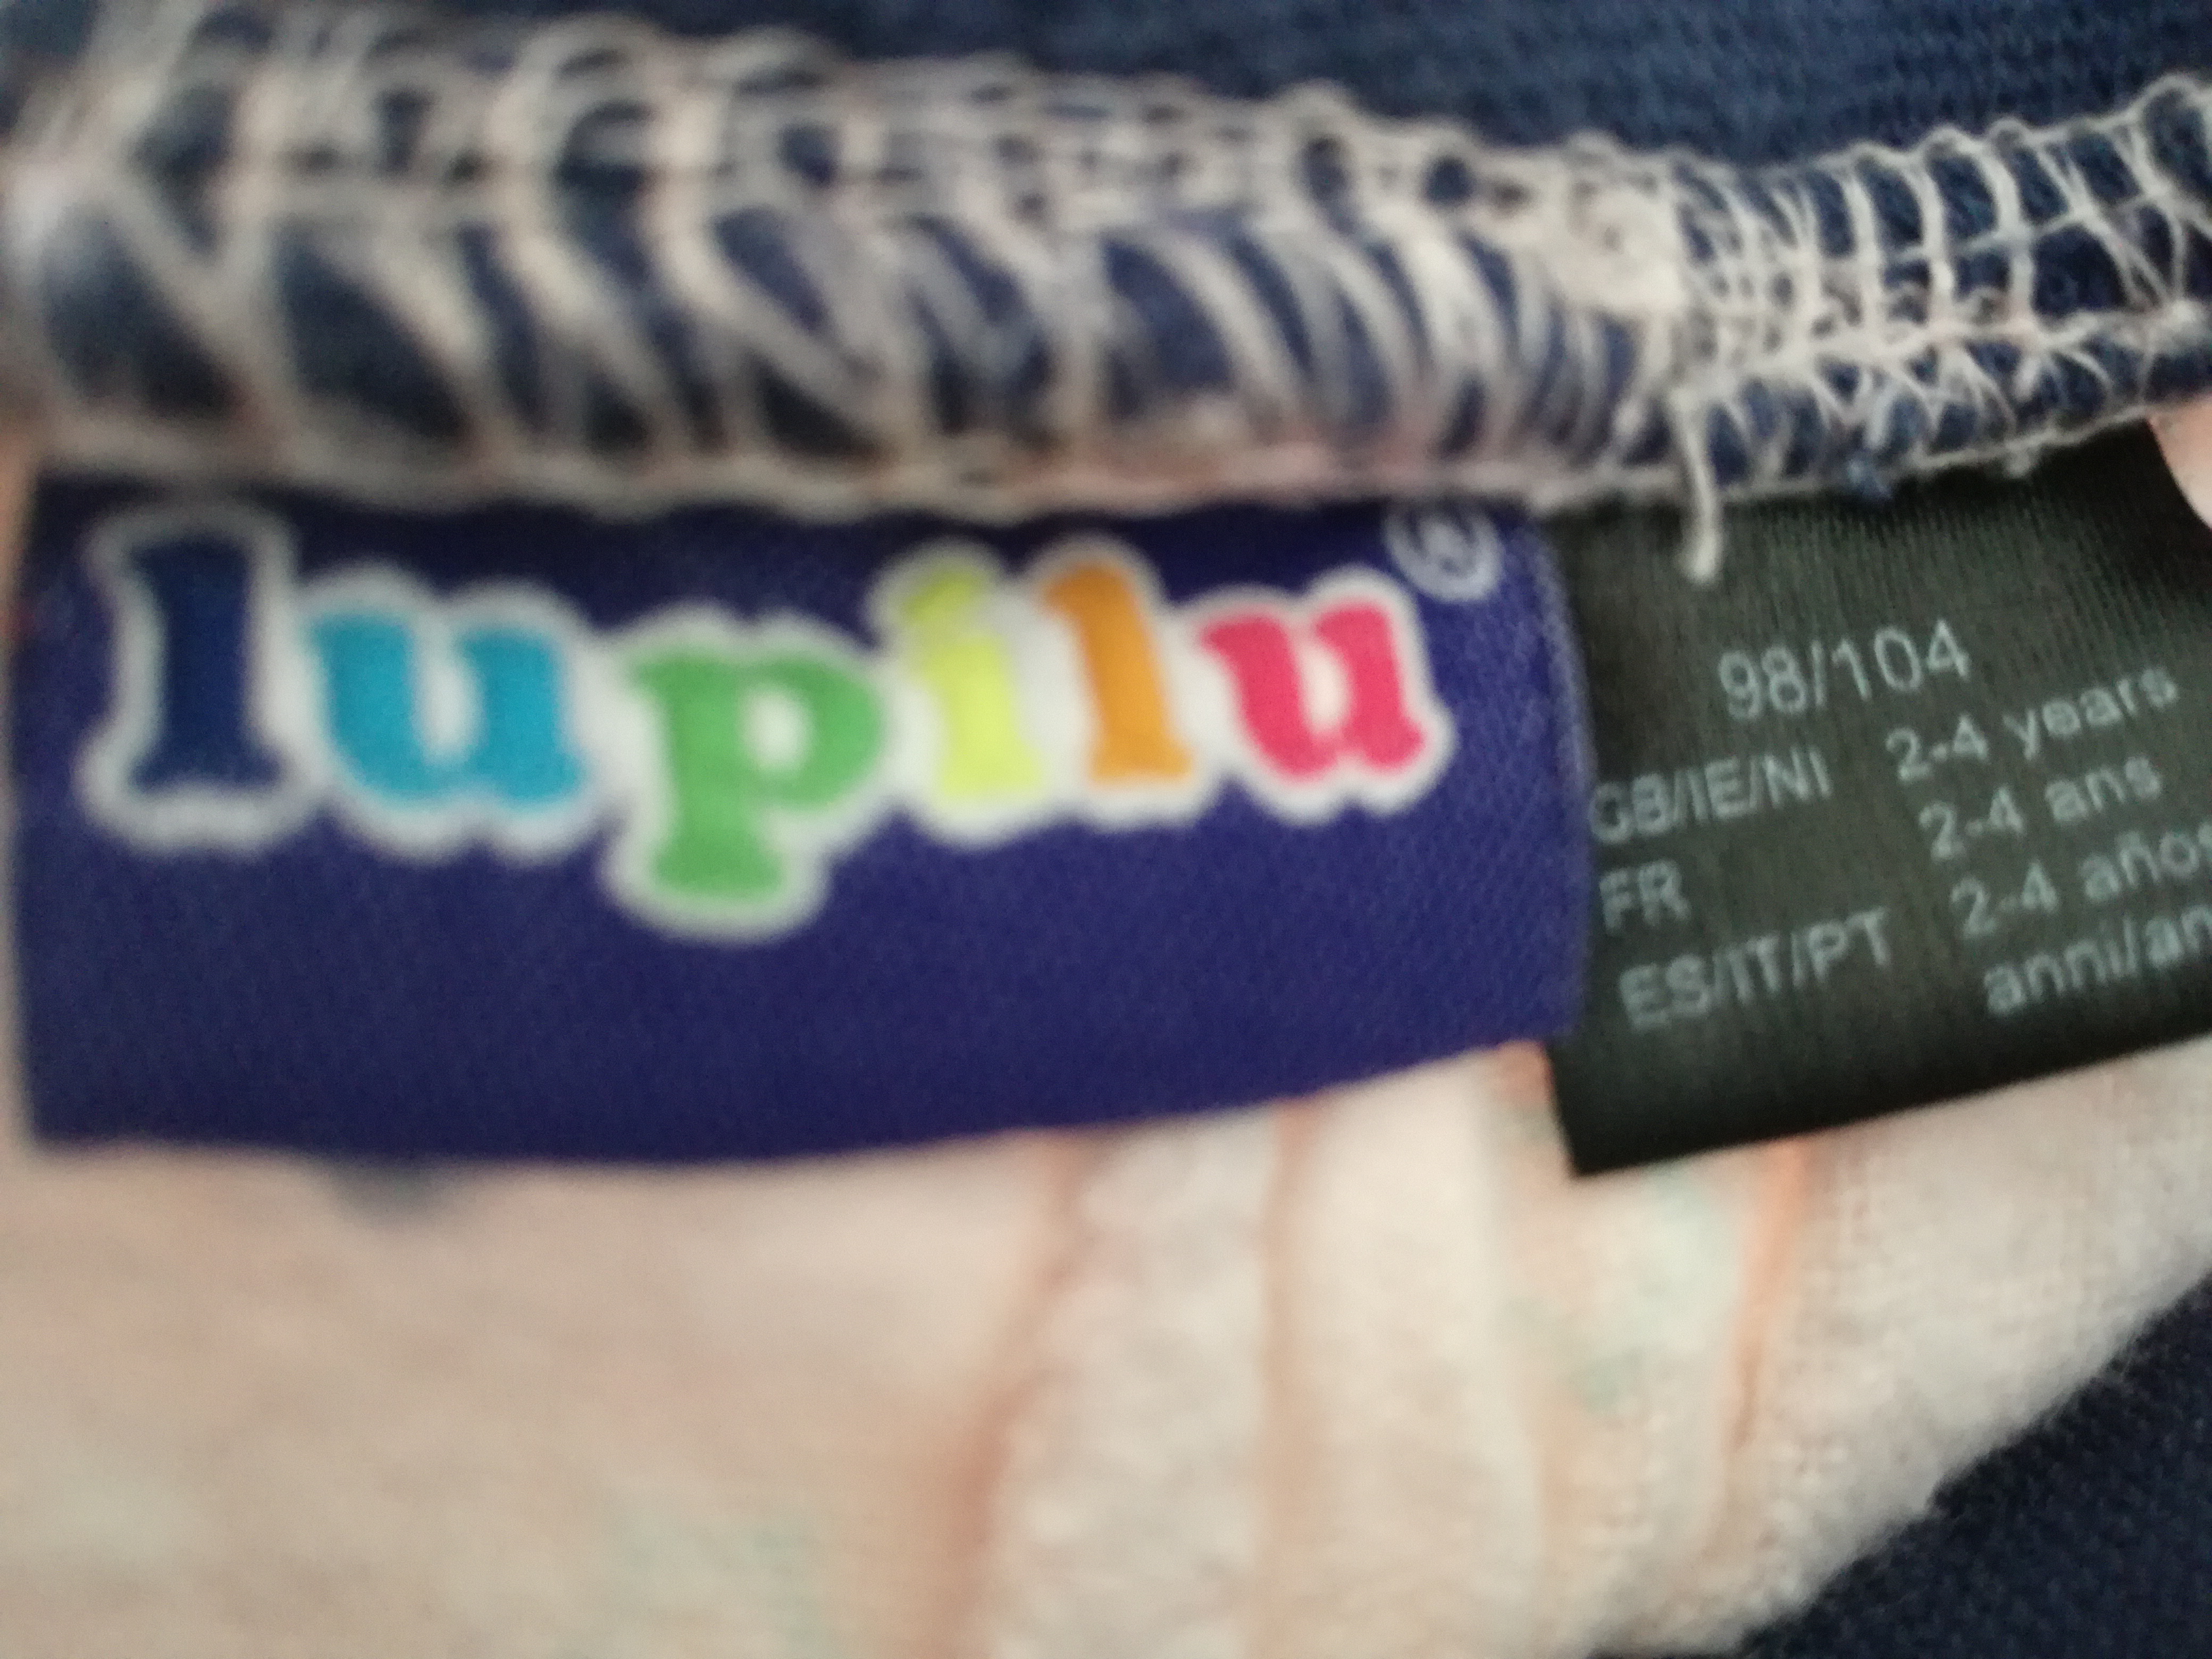 lupilu®
98/104
GB/IE/NI 2-4 years
FR 2-4 ans
ES/IT/PT 2-4